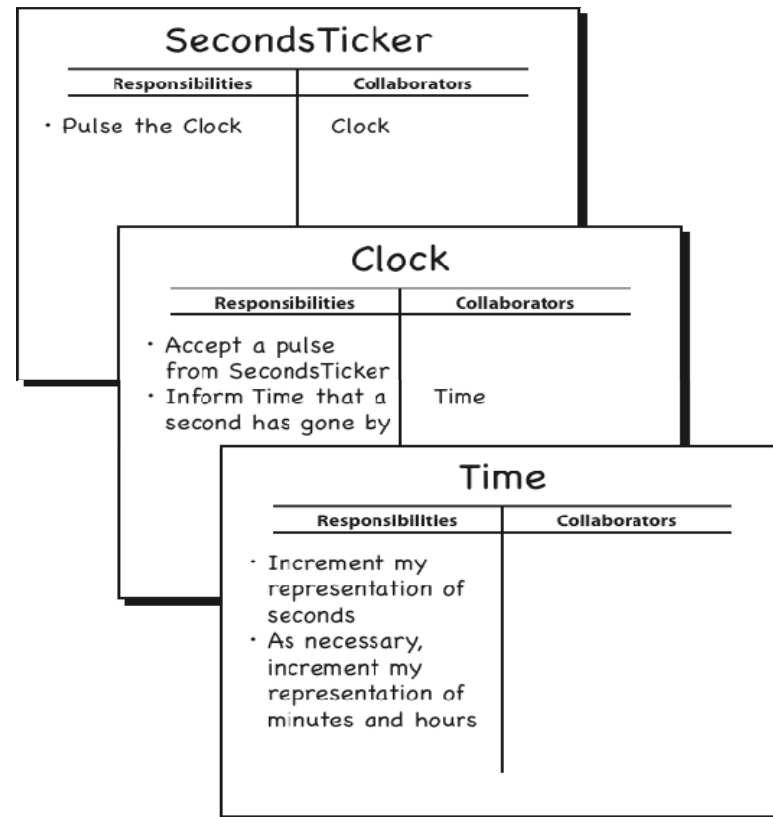 SecondsTicker
Responsibilities Collaborators
· Pulse the Clock Clock
Clock
Responsibilities Collaborators
· Accept a pulse
from SecondsTicker
· Inform Time that a Time
second has gone by
Time
Responsibilities Collaborators
· Increment my
representation of
seconds
· As necessary,
increment my
representation of
minutes and hours